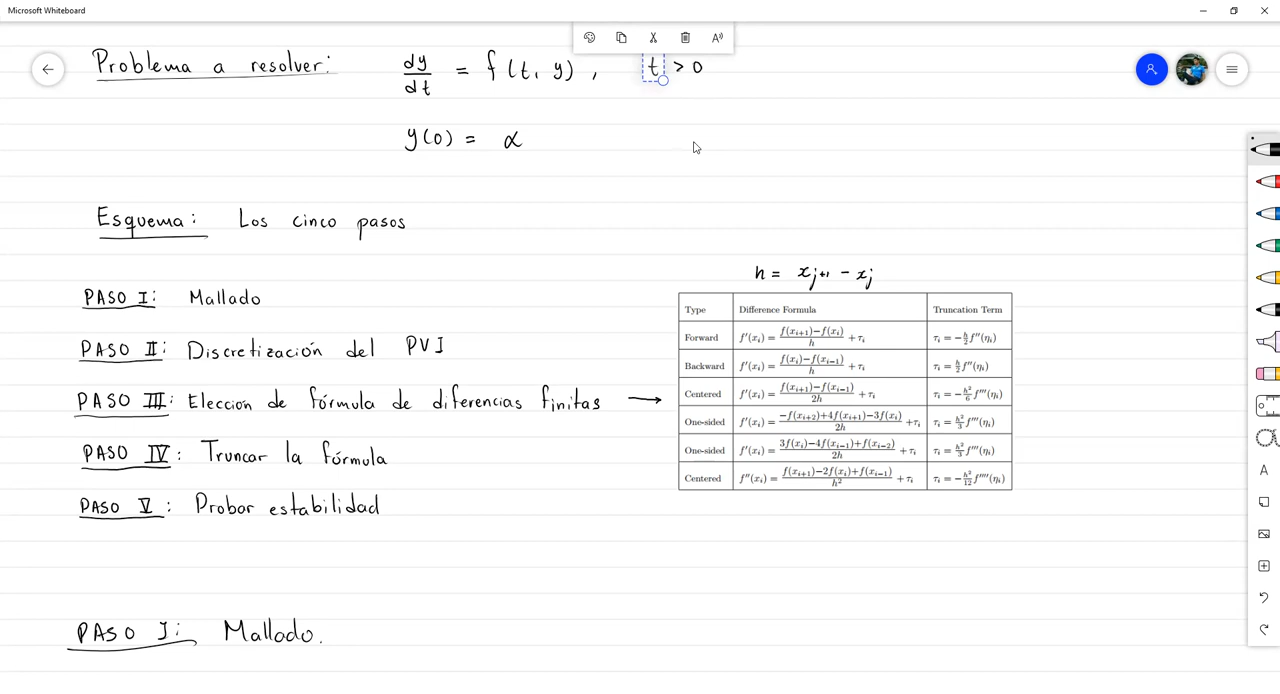 Microsoft Whiteboard
Problema a resolver: dy/dt = f(t, y), t > 0
y(0) = α
Esquema: Los cinco pasos
PASO I: Mallado
PASO II: Discretización del PVI
PASO III: Elección de fórmula de diferencias finitas →
PASO IV: Truncar la fórmula
PASO V: Probar estabilidad
h = x_{j+1} - x_j
Type Difference Formula Truncation Term
Forward f'(x_i) = (f(x_{i+1})−f(x_i))/h + τ_i τ_i = −h/2 f''(η_i)
Backward f'(x_i) = (f(x_i)−f(x_{i−1}))/h + τ_i τ_i = h/2 f''(η_i)
Centered f'(x_i) = (f(x_{i+1})−f(x_{i−1}))/2h + τ_i τ_i = −h²/6 f'''(η_i)
One-sided f'(x_i) = (−f(x_{i+2})+4f(x_{i+1})−3f(x_i))/2h + τ_i τ_i = h²/3 f'''(η_i)
One-sided f'(x_i) = (3f(x_i)−4f(x_{i−1})+f(x_{i−2}))/2h + τ_i τ_i = h²/3 f'''(η_i)
Centered f''(x_i) = (f(x_{i+1})−2f(x_i)+f(x_{i−1}))/h² + τ_i τ_i = −h²/12 f''''(η_i)
PASO I: Mallado.